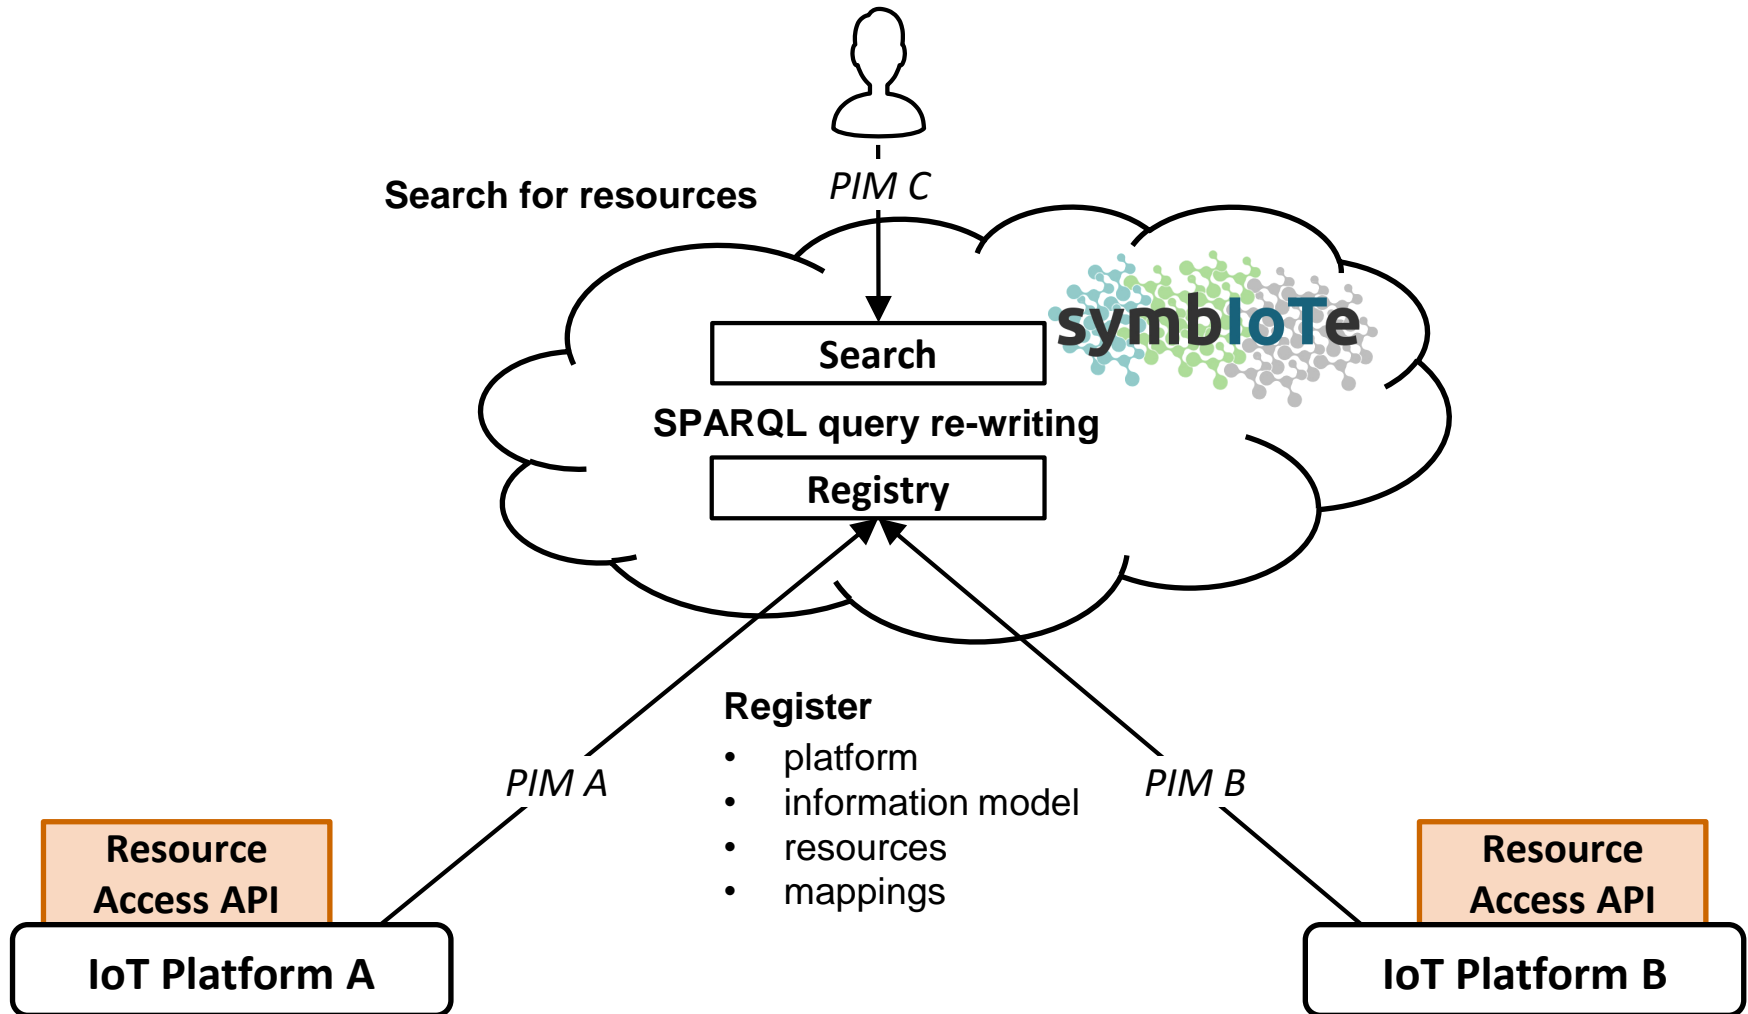 Search for resources
PIM C
symbIoTe
Search
SPARQL query re-writing
Registry
Register
• platform
• information model
• resources
• mappings
PIM A
PIM B
Resource
Access API
IoT Platform A
Resource
Access API
IoT Platform B